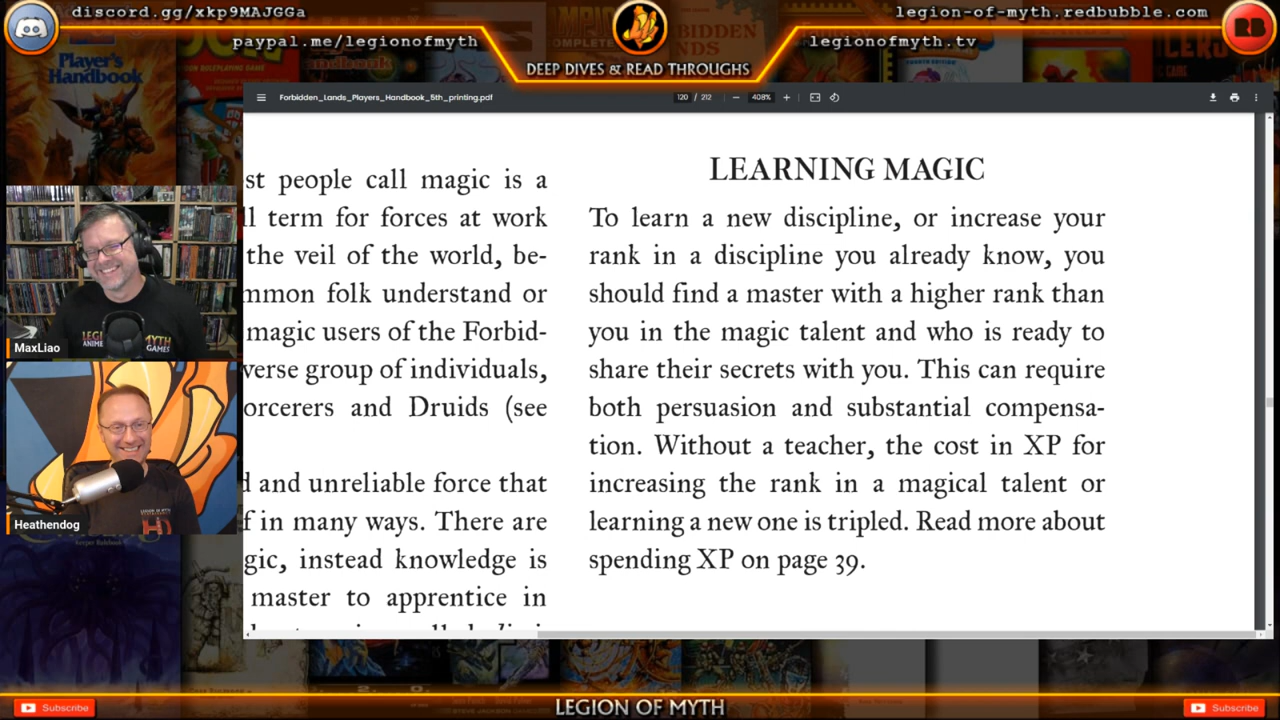 discord.gg/xkp9MAJGGa
legion-of-myth.redbubble.com
paypal.me/legionofmyth
legionofmyth.tv
DEEP DIVES & READ THROUGHS
Player's
Handbook
Forbidden_Lands_Players_Handbook_5th_printing.pdf
120 / 212
408%
st people call magic is a
l term for forces at work
the veil of the world, be-
mmon folk understand or
magic users of the Forbid-
verse group of individuals,
orcerers and Druids (see
d and unreliable force that
f in many ways. There are
gic, instead knowledge is
master to apprentice in
LEARNING MAGIC
To learn a new discipline, or increase your
rank in a discipline you already know, you
should find a master with a higher rank than
you in the magic talent and who is ready to
share their secrets with you. This can require
both persuasion and substantial compensa-
tion. Without a teacher, the cost in XP for
increasing the rank in a magical talent or
learning a new one is tripled. Read more about
spending XP on page 39.
MaxLiao
Heathendog
Subscribe
LEGION OF MYTH
Subscribe